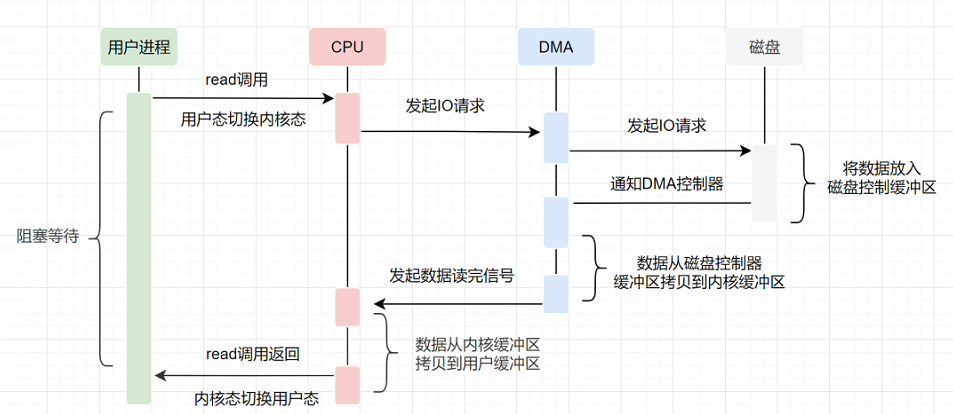 用户进程
CPU
DMA
磁盘
read调用
用户态切换内核态
发起IO请求
发起IO请求
将数据放入
磁盘控制缓冲区
通知DMA控制器
阻塞等待
数据从磁盘控制器
缓冲区拷贝到内核缓冲区
发起数据读完信号
数据从内核缓冲区
拷贝到用户缓冲区
read调用返回
内核态切换用户态